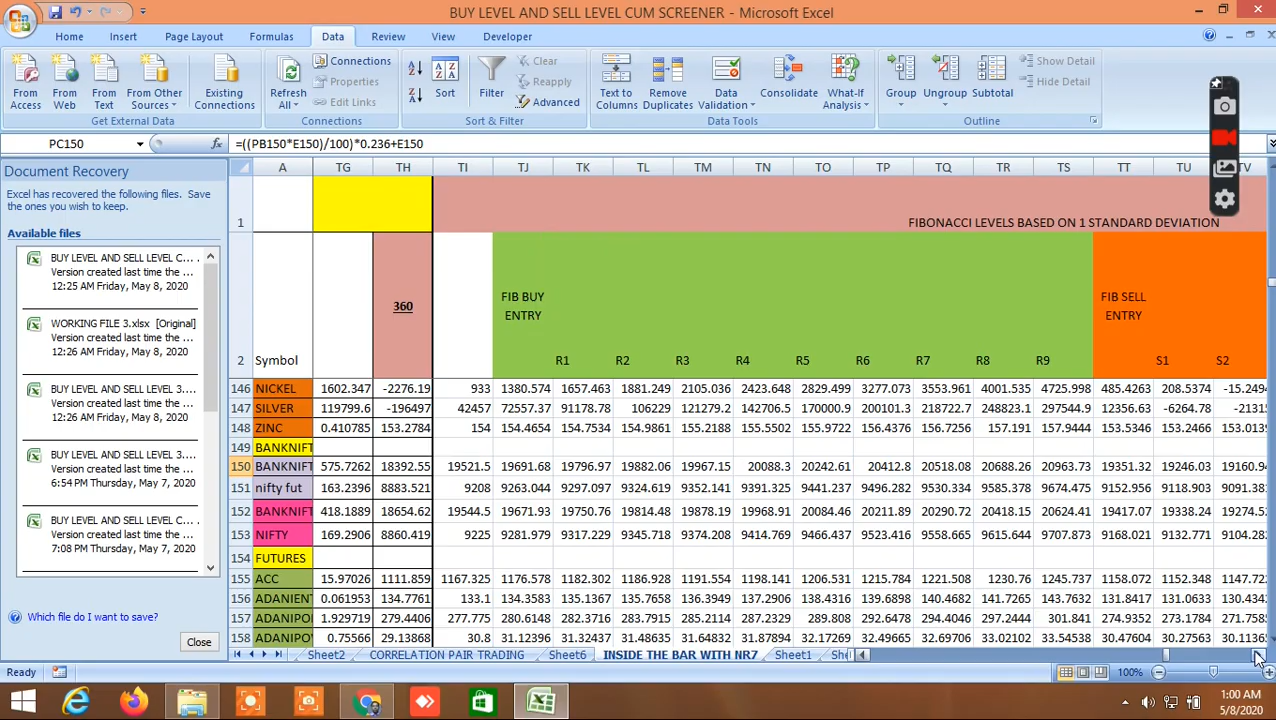 BUY LEVEL AND SELL LEVEL CUM SCREENER - Microsoft Excel
Home Insert Page Layout Formulas Data Review View Developer
From Access From Web From Text From Other Sources Existing Connections Refresh All Connections Properties Edit Links Sort Filter Clear Reapply Advanced Text to Columns Remove Duplicates Data Validation Consolidate What-If Analysis Group Ungroup Subtotal Show Detail Hide Detail
Get External Data Connections Sort & Filter Data Tools Outline
PC150 fx =((PB150*E150)/100)*0.236+E150
Document Recovery
Excel has recovered the following files. Save
the ones you wish to keep.
Available files
BUY LEVEL AND SELL LEVEL C...
Version created last time the ...
12:25 AM Friday, May 8, 2020
WORKING FILE 3.xlsx [Original]
Version created last time the ...
12:26 AM Friday, May 8, 2020
BUY LEVEL AND SELL LEVEL 3....
Version created last time the ...
12:26 AM Friday, May 8, 2020
BUY LEVEL AND SELL LEVEL 3....
Version created last time the ...
6:54 PM Thursday, May 7, 2020
BUY LEVEL AND SELL LEVEL C...
Version created last time the ...
7:08 PM Thursday, May 7, 2020
Which file do I want to save?
Close
A TG TH TI TJ TK TL TM TN TO TP TQ TR TS TT TU TV
1 FIBONACCI LEVELS BASED ON 1 STANDARD DEVIATION
360
FIB BUY ENTRY FIB SELL ENTRY
2 Symbol R1 R2 R3 R4 R5 R6 R7 R8 R9 S1 S2
146 NICKEL 1602.347 -2276.19 933 1380.574 1657.463 1881.249 2105.036 2423.648 2829.499 3277.073 3553.961 4001.535 4725.998 485.4263 208.5374 -15.2494
147 SILVER 119799.6 -196497 42457 72557.37 91178.78 106229 121279.2 142706.5 170000.9 200101.3 218722.7 248823.1 297544.9 12356.63 -6264.78 -2131
148 ZINC 0.410785 153.2784 154 154.4654 154.7534 154.9861 155.2188 155.5502 155.9722 156.4376 156.7256 157.191 157.9444 153.5346 153.2466 153.0139
149 BANKNIFT
150 BANKNIFT 575.7262 18392.55 19521.5 19691.68 19796.97 19882.06 19967.15 20088.3 20242.61 20412.8 20518.08 20688.26 20963.73 19351.32 19246.03 19160.94
151 nifty fut 163.2396 8883.521 9208 9263.044 9297.097 9324.619 9352.141 9391.325 9441.237 9496.282 9530.334 9585.378 9674.475 9152.956 9118.903 9091.381
152 BANKNIFT 418.1889 18654.62 19544.5 19671.93 19750.76 19814.48 19878.19 19968.91 20084.46 20211.89 20290.72 20418.15 20624.41 19417.07 19338.24 19274.52
153 NIFTY 169.2906 8860.419 9225 9281.979 9317.229 9345.718 9374.208 9414.769 9466.437 9523.416 9558.665 9615.644 9707.873 9168.021 9132.771 9104.282
154 FUTURES
155 ACC 15.97026 1111.859 1167.325 1176.578 1182.302 1186.928 1191.554 1198.141 1206.531 1215.784 1221.508 1230.76 1245.737 1158.072 1152.348 1147.722
156 ADANIEN 0.061953 134.7761 133.1 134.3583 135.1367 135.7658 136.3949 137.2906 138.4316 139.6898 140.4682 141.7265 143.7632 131.8417 131.0633 130.4342
157 ADANIPO 1.929719 279.4406 277.775 280.6148 282.3716 283.7915 285.2114 287.2329 289.808 292.6478 294.4046 297.2444 301.841 274.9352 273.1784 271.758
158 ADANIPOV 0.75566 29.13868 30.8 31.12396 31.32437 31.48635 31.64832 31.87894 32.17269 32.49665 32.69706 33.02102 33.54538 30.47604 30.27563 30.1136
Sheet2 CORRELATION PAIR TRADING Sheet6 INSIDE THE BAR WITH NR7 Sheet1
Ready 100%
1:00 AM
5/8/2020